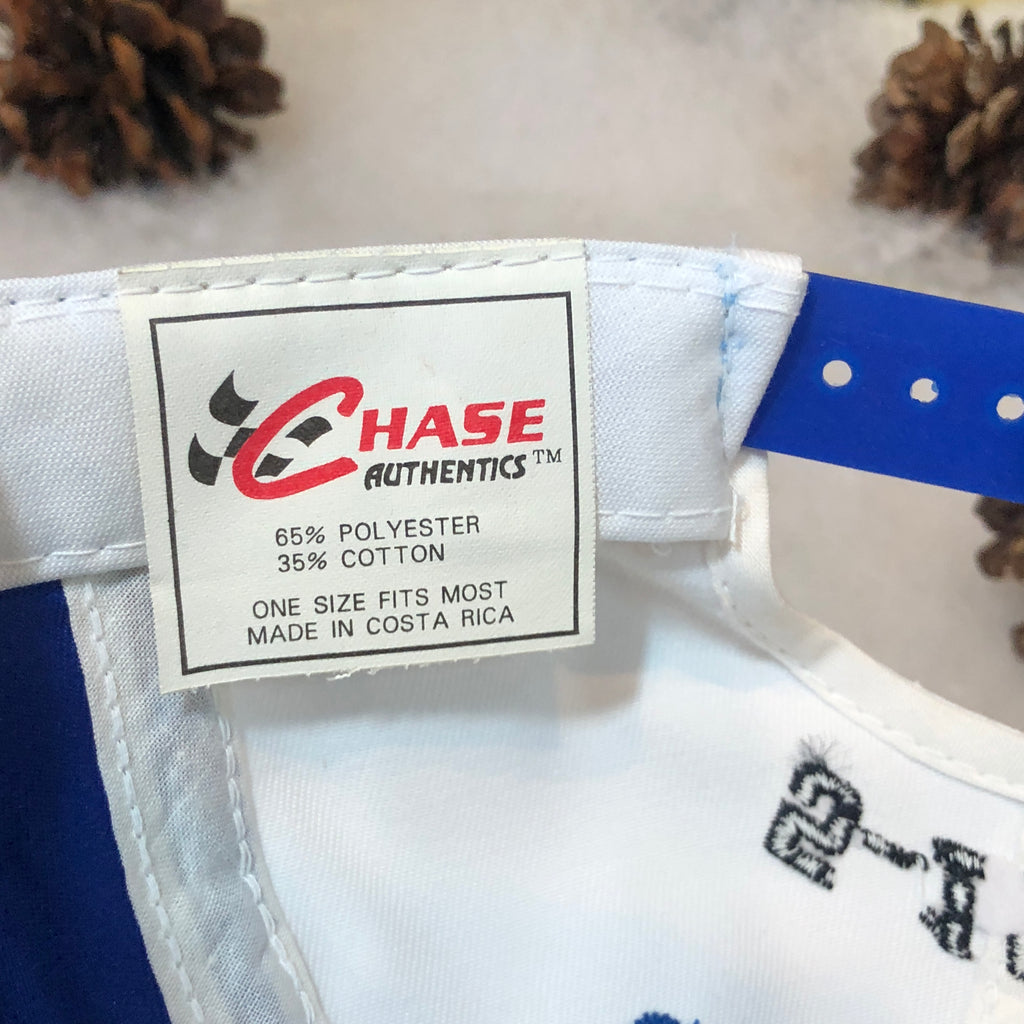 CHASE
AUTHENTICS™
65% POLYESTER
35% COTTON
ONE SIZE FITS MOST
MADE IN COSTA RICA